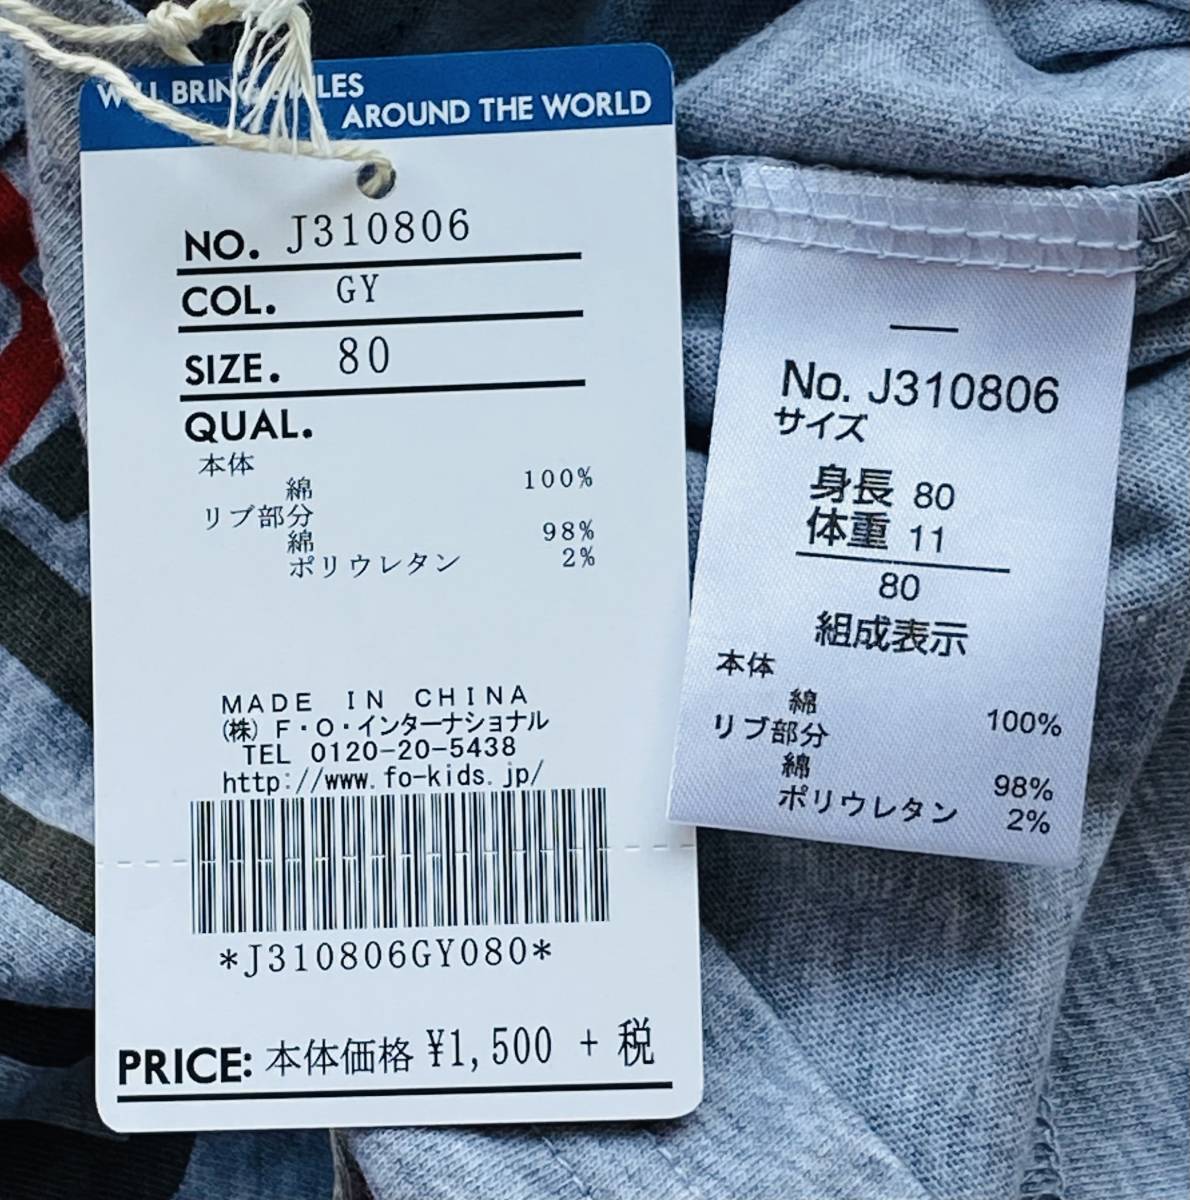 WILL BRING SMILES
AROUND THE WORLD
NO. J310806
COL. GY
SIZE. 80
QUAL.
本体
綿 100%
リブ部分
綿 98%
ポリウレタン 2%
MADE IN CHINA
(株) F・O・インターナショナル
TEL 0120-20-5438
http://www.fo-kids.jp/
*J310806GY080*
PRICE: 本体価格 ¥1,500 + 税
No. J310806
サイズ
身長 80
体重 11
80
組成表示
本体
綿 100%
リブ部分
綿 98%
ポリウレタン 2%